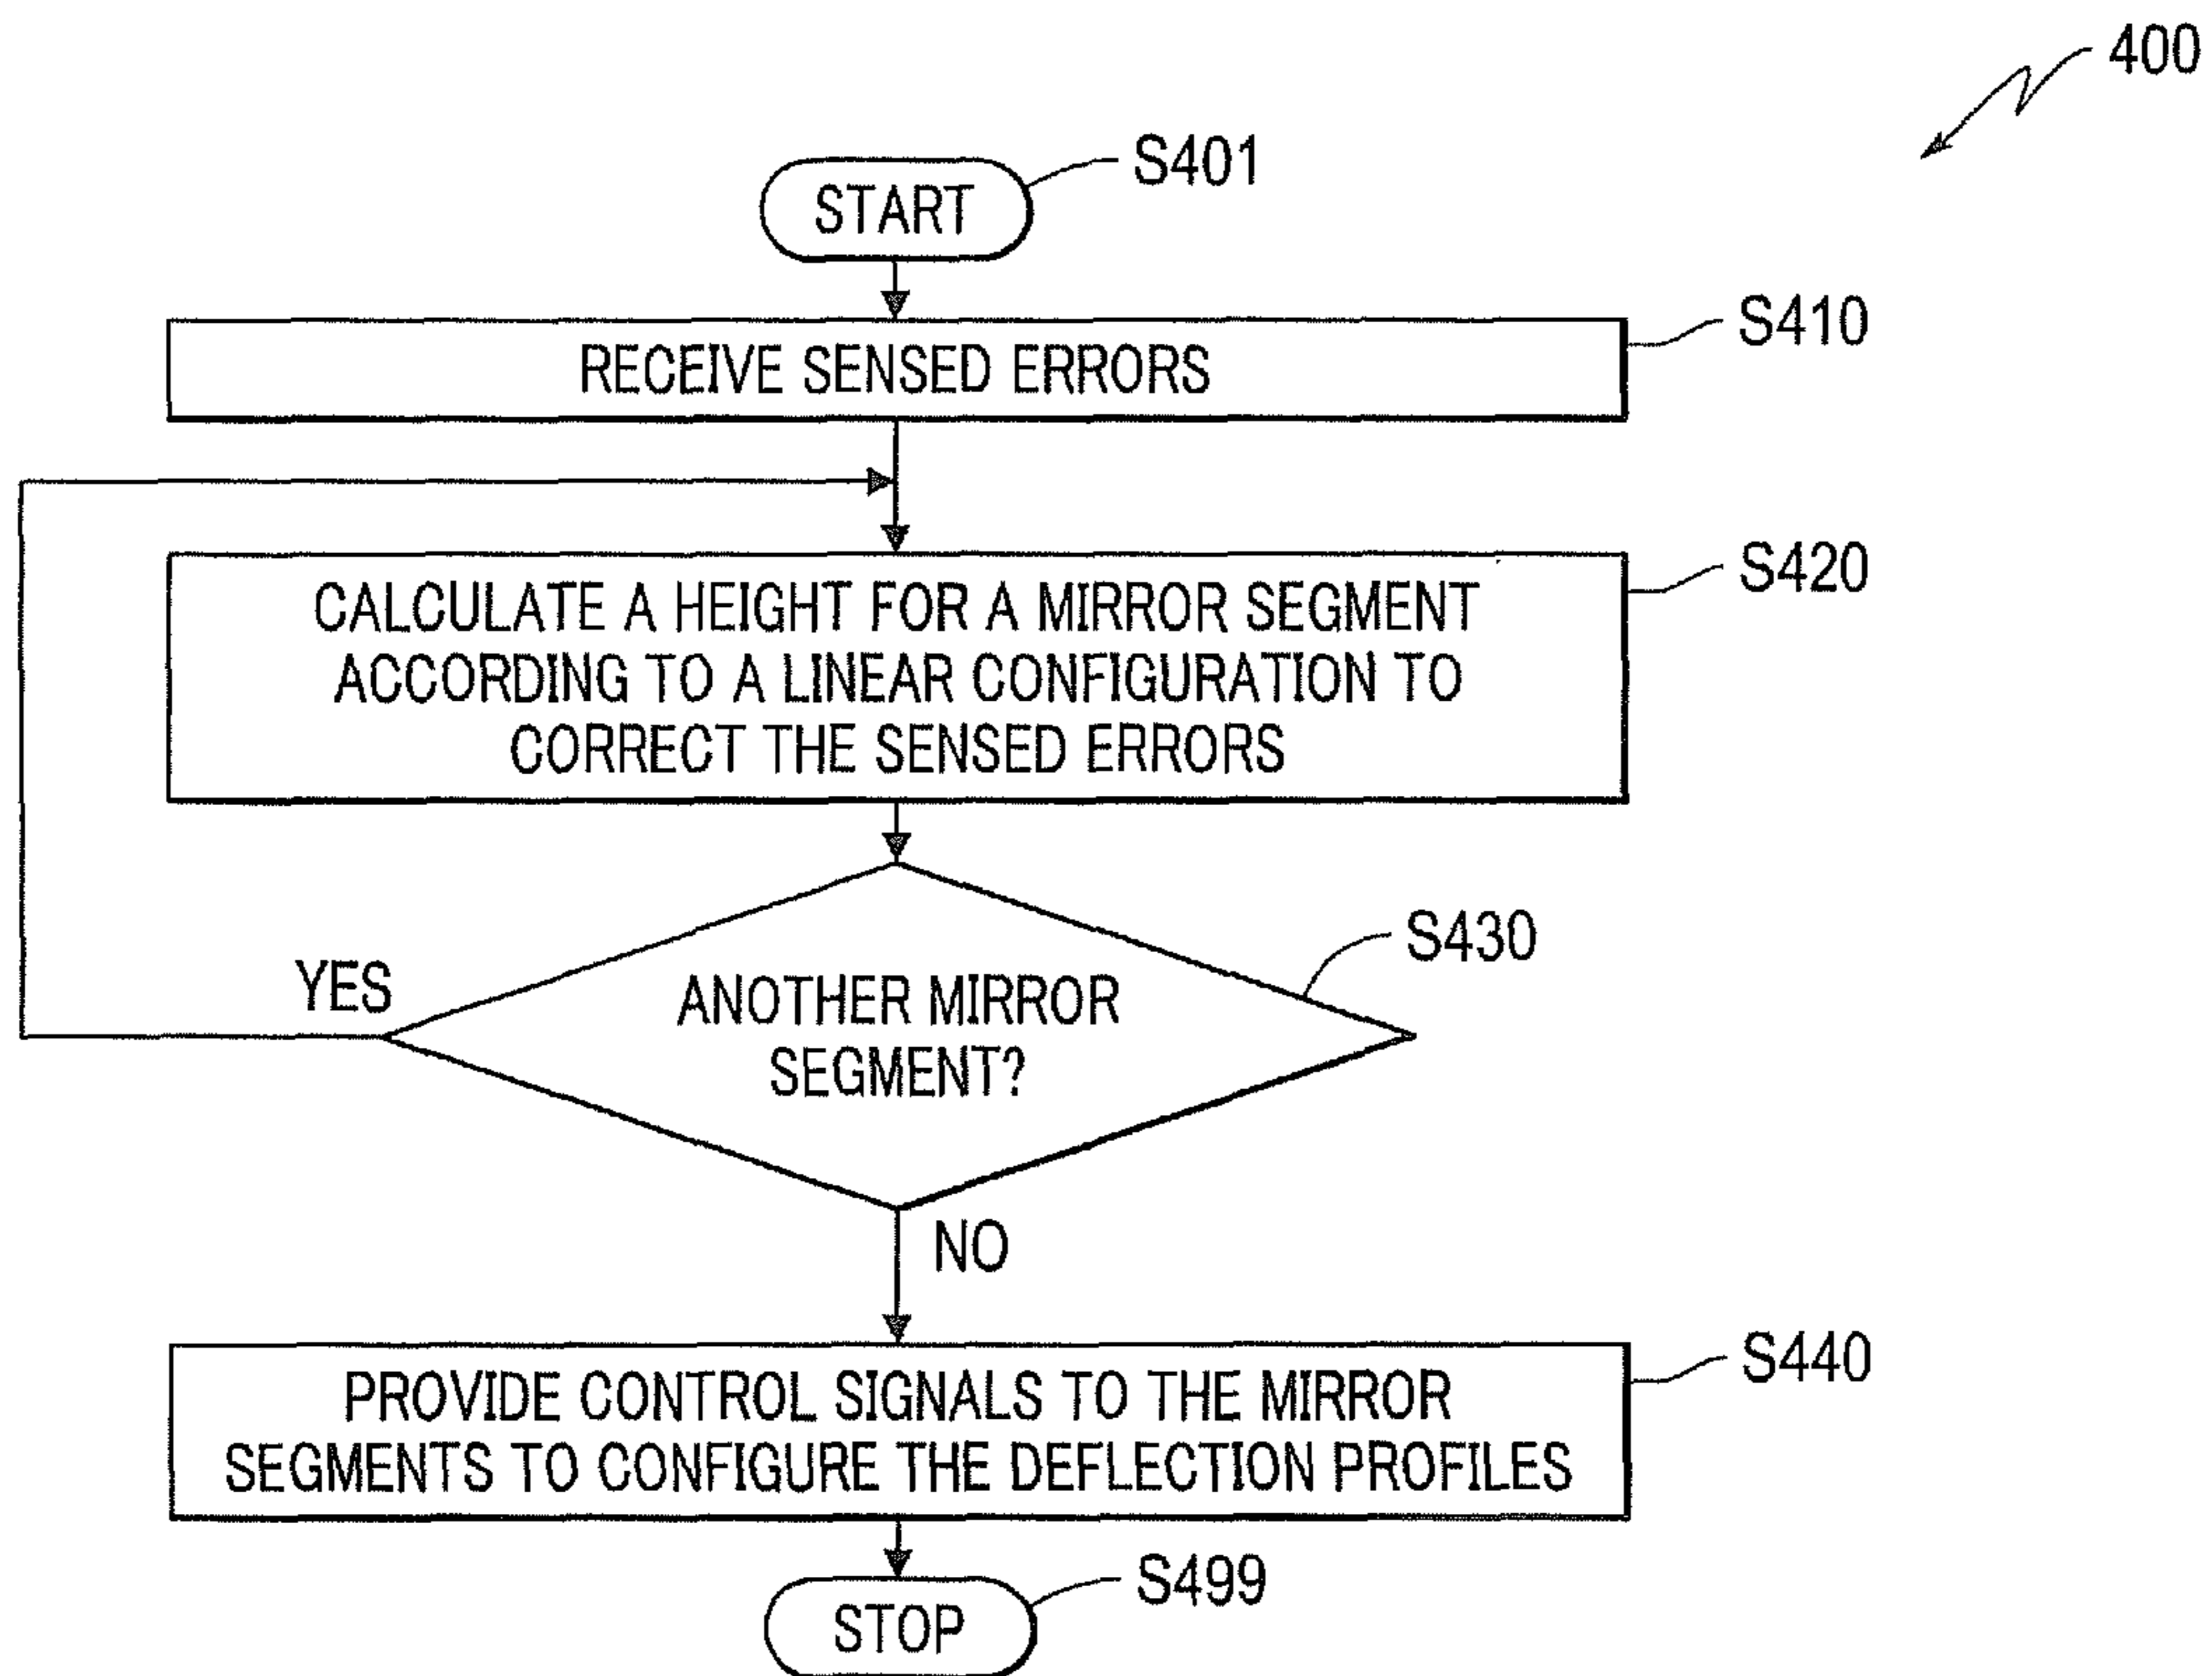 400
START
S401
RECEIVE SENSED ERRORS
S410
CALCULATE A HEIGHT FOR A MIRROR SEGMENT
ACCORDING TO A LINEAR CONFIGURATION TO
CORRECT THE SENSED ERRORS
S420
ANOTHER MIRROR
SEGMENT?
S430
YES
NO
PROVIDE CONTROL SIGNALS TO THE MIRROR
SEGMENTS TO CONFIGURE THE DEFLECTION PROFILES
S440
STOP
S499